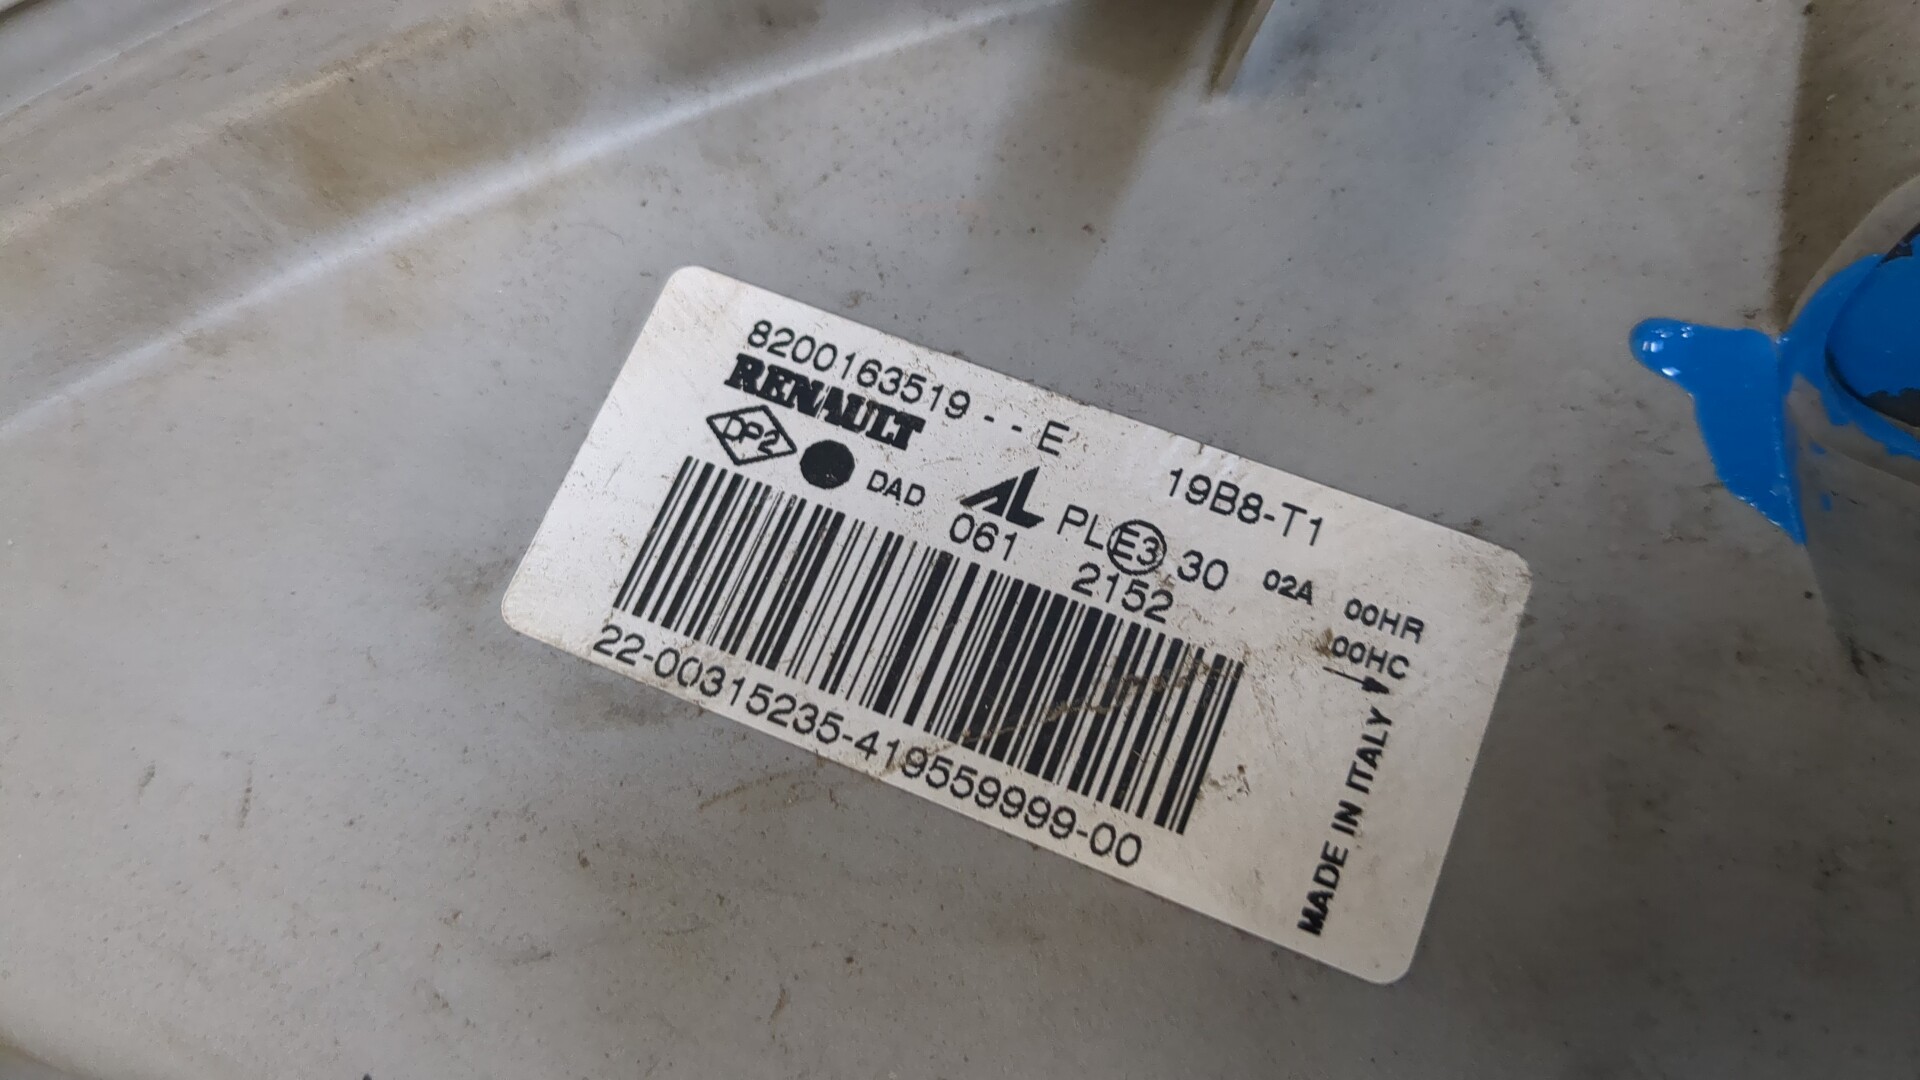 8200163519 - - E
RENAULT
19B8-T1
DP2 DAD AL PL E3 30 02A 00HR
061 2152 00HC
22-00315235-419559999-00
MADE IN ITALY